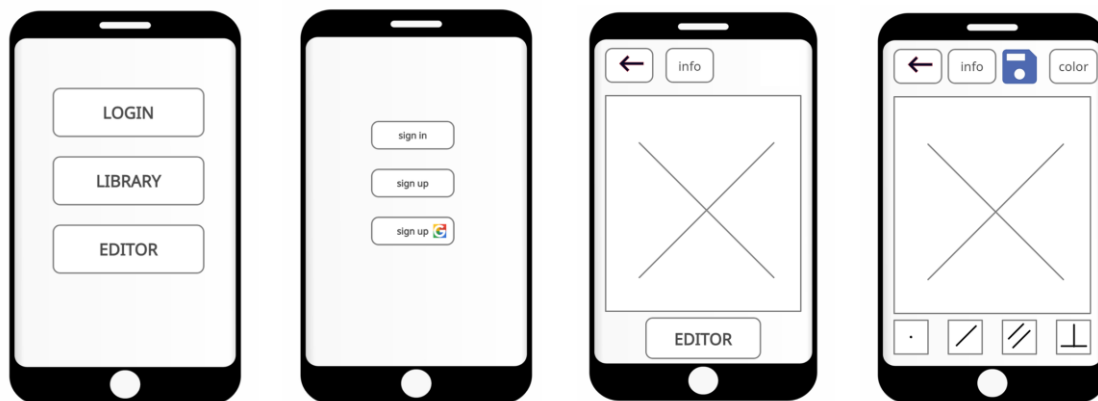 LOGIN
LIBRARY
EDITOR
sign in
sign up
sign up G
info
EDITOR
info
color